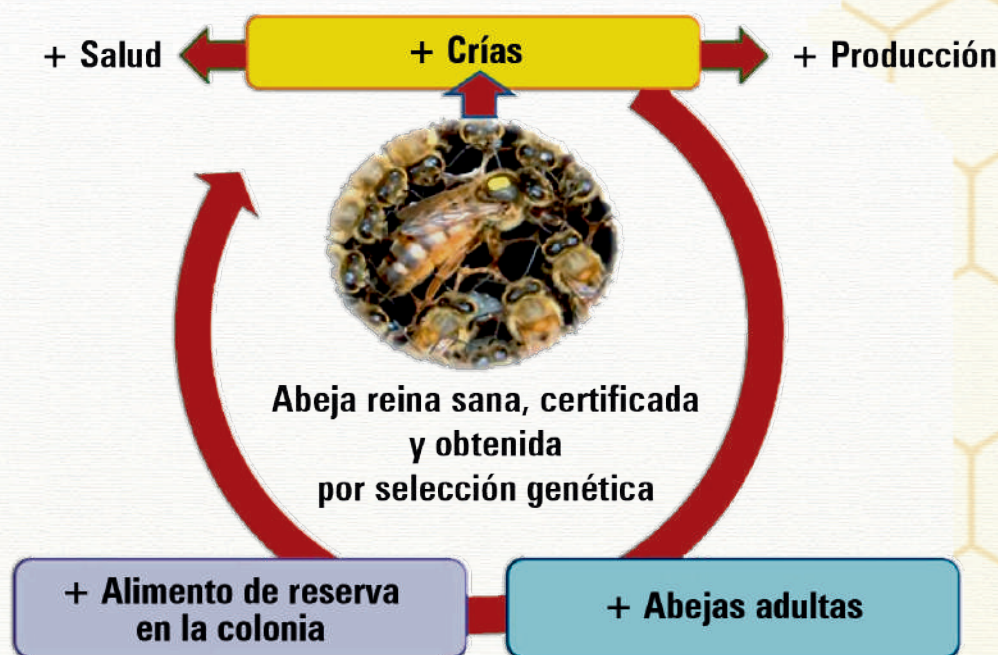 + Salud
+ Crías
+ Producción
Abeja reina sana, certificada
y obtenida
por selección genética
+ Alimento de reserva
en la colonia
+ Abejas adultas